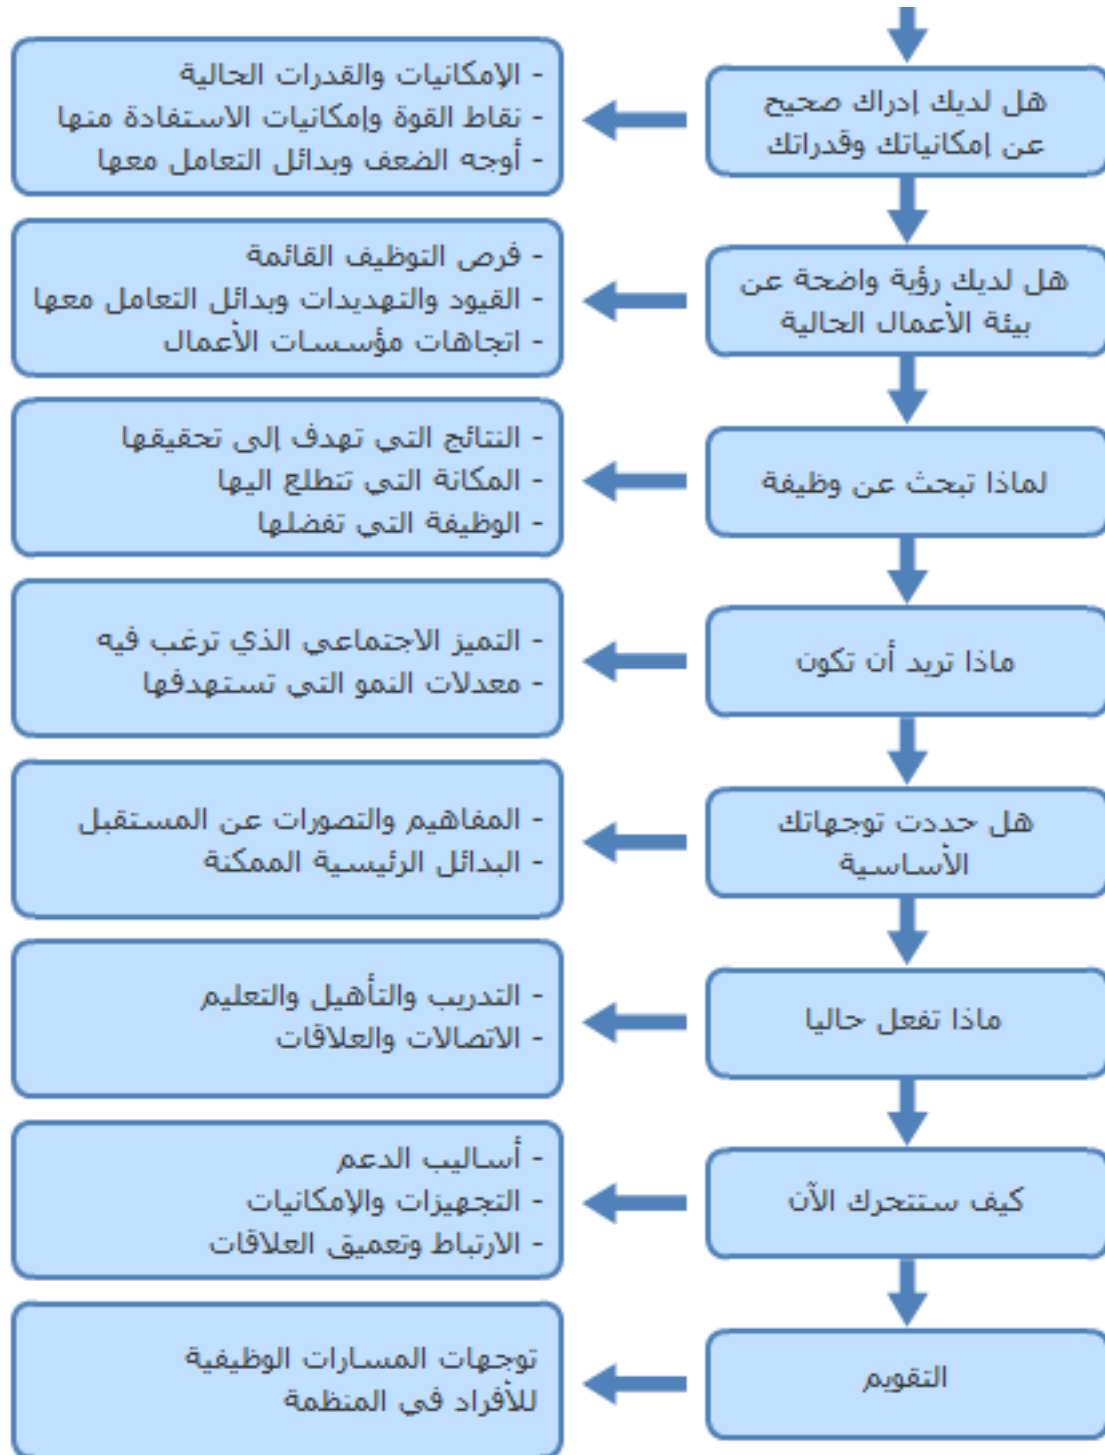 هل لديك إدراك صحيح
عن إمكانياتك وقدراتك
- الإمكانيات والقدرات الحالية
- نقاط القوة وإمكانيات الاستفادة منها
- أوجه الضعف وبدائل التعامل معها
هل لديك رؤية واضحة عن
بيئة الأعمال الحالية
- فرص التوظيف القائمة
- القيود والتهديدات وبدائل التعامل معها
- اتجاهات مؤسسات الأعمال
لماذا تبحث عن وظيفة
- النتائج التي تهدف إلى تحقيقها
- المكانة التي تتطلع اليها
- الوظيفة التي تفضلها
ماذا تريد أن تكون
- التميز الاجتماعي الذي ترغب فيه
- معدلات النمو التي تستهدفها
هل حددت توجهاتك
الأساسية
- المفاهيم والتصورات عن المستقبل
- البدائل الرئيسية الممكنة
ماذا تفعل حاليا
- التدريب والتأهيل والتعليم
- الاتصالات والعلاقات
كيف ستتحرك الآن
- أساليب الدعم
- التجهيزات والإمكانيات
- الارتباط وتعميق العلاقات
التقويم
توجهات المسارات الوظيفية
للأفراد في المنظمة